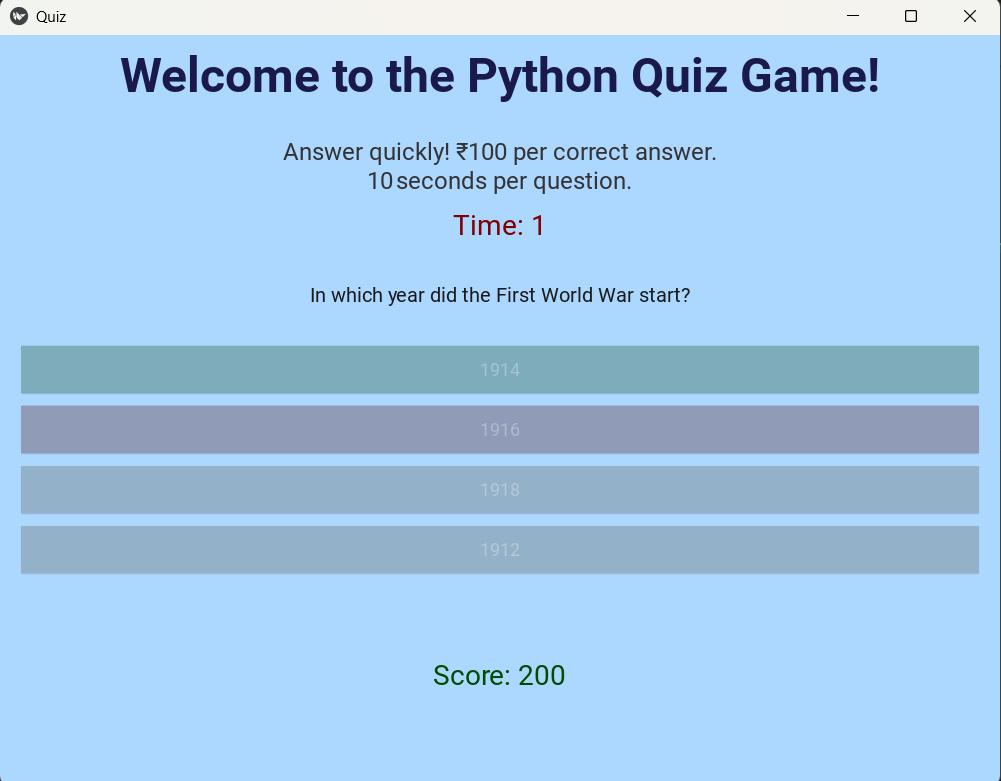 Quiz
Welcome to the Python Quiz Game!
Answer quickly! ₹100 per correct answer.
10 seconds per question.
Time: 1
In which year did the First World War start?
1914
1916
1918
1912
Score: 200